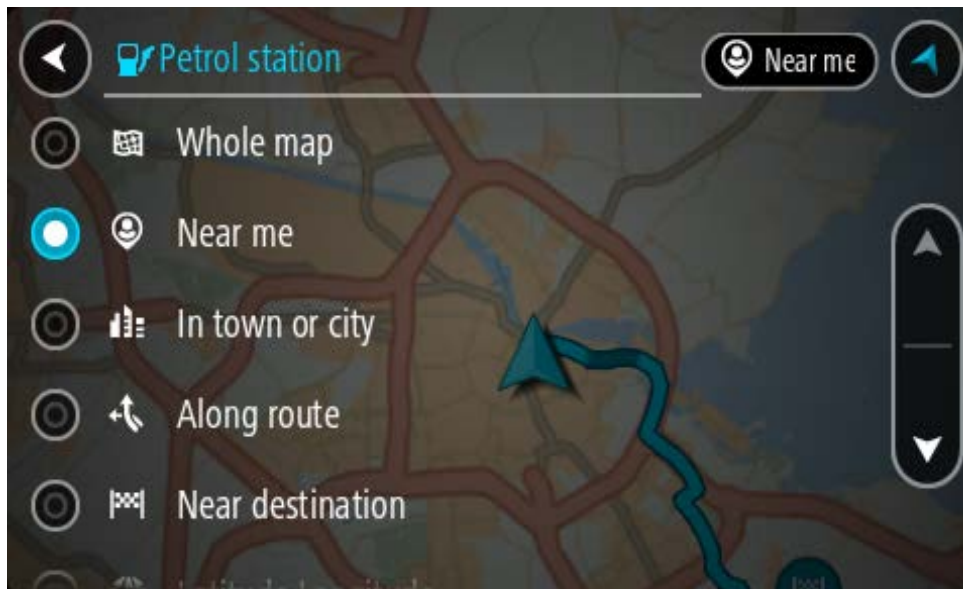 Petrol station
Near me
Whole map
Near me
In town or city
Along route
Near destination